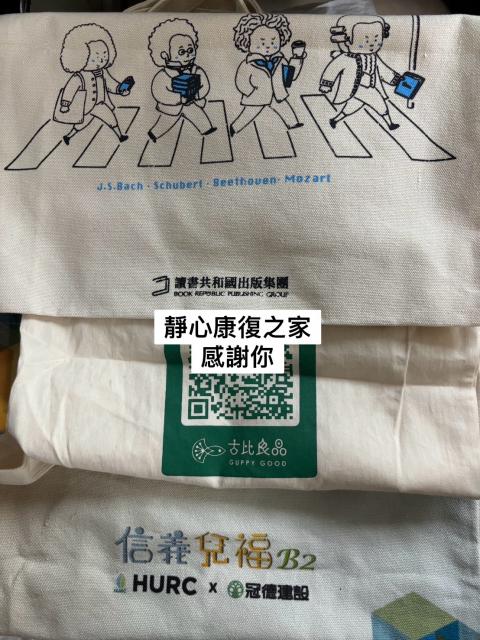 J.S.Bach · Schubert · Beethoven · Mozart
讀書共和國出版集團
BOOK REPUBLIC PUBLISHING GROUP
靜心康復之家
感謝你
古比良品
GUPPY GOOD
信義兒福B2
HURC x 冠德建設